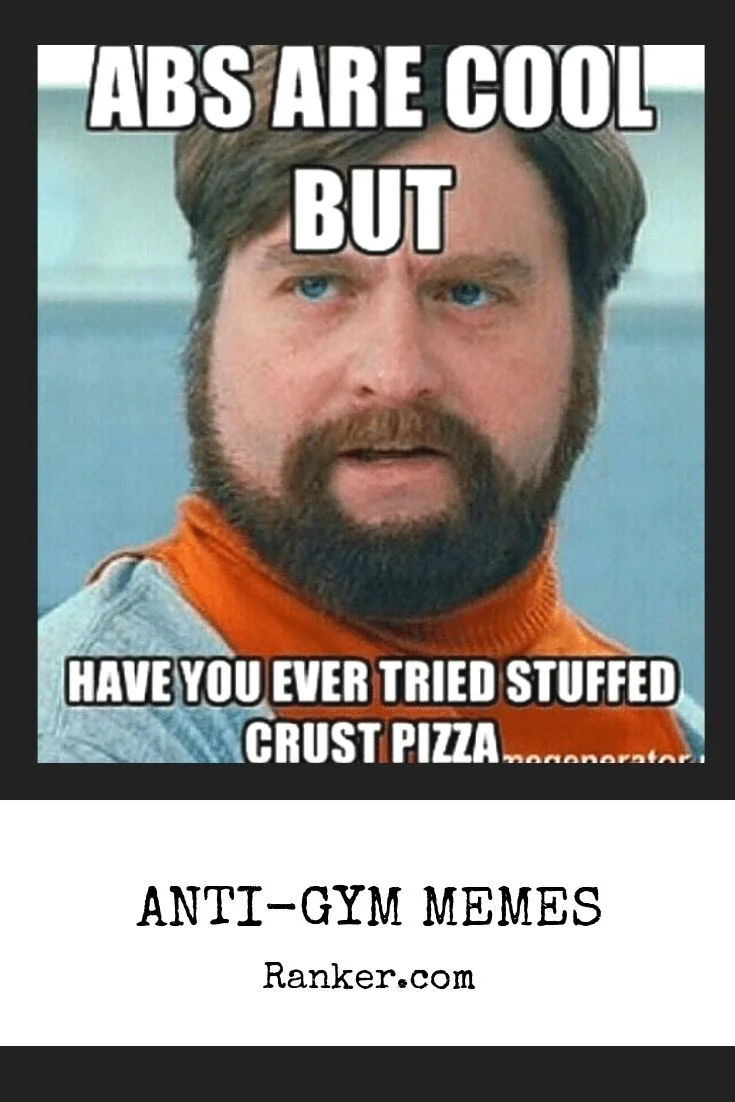 ABS ARE COOL
BUT
HAVE YOU EVER TRIED STUFFED
CRUST PIZZA
ANTI-GYM MEMES
Ranker.com